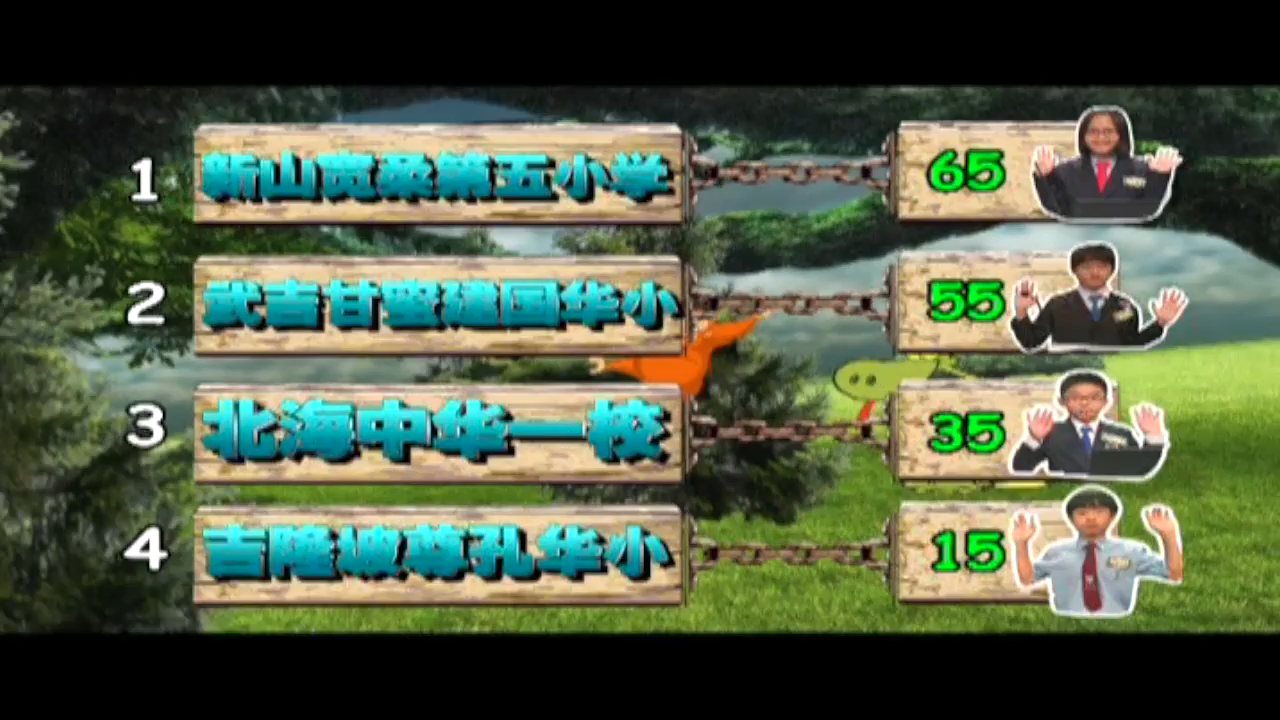 1 新山宽柔第五小学 65
2 武吉甘蜜建国华小 55
3 北海中华一校 35
4 吉隆坡尊孔华小 15